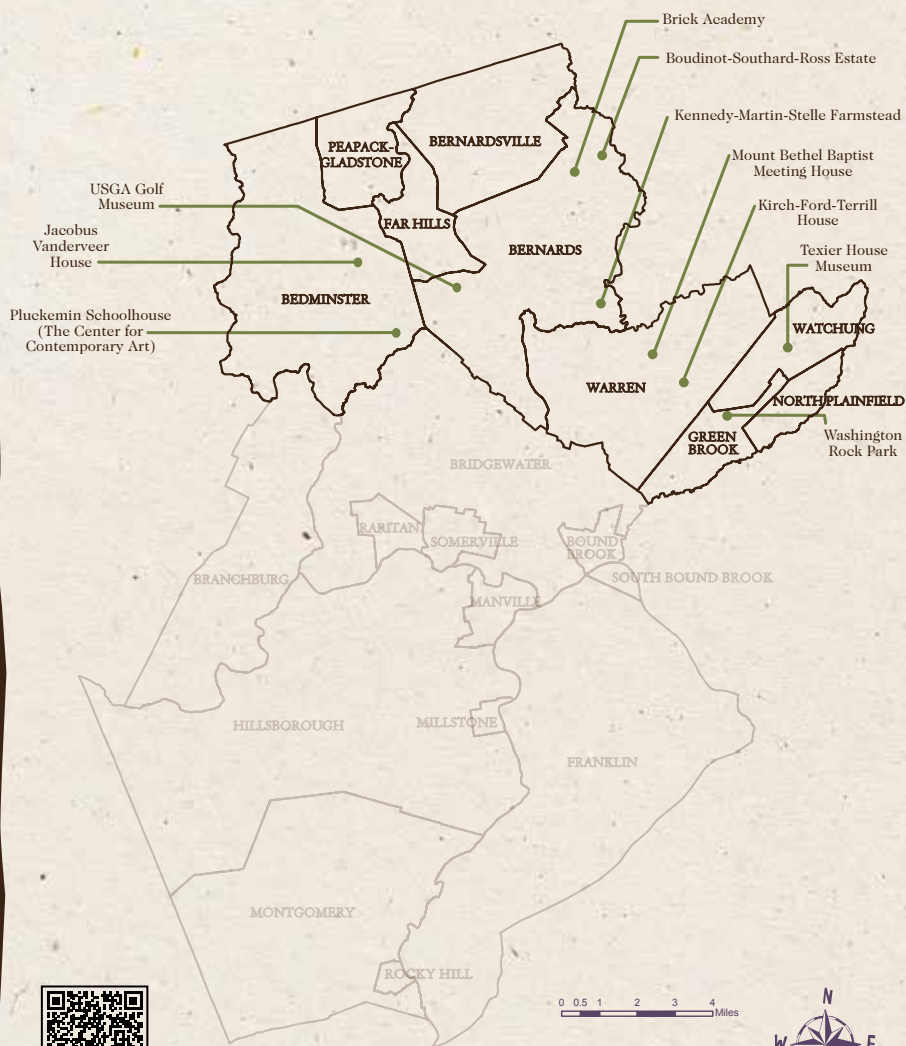 Brick Academy
Boudinot-Southard-Ross Estate
Kennedy-Martin-Stelle Farmstead
Mount Bethel Baptist
Meeting House
Kirch-Ford-Terrill
House
Texier House
Museum
USGA Golf
Museum
Jacobus
Vanderveer
House
Pluckemin Schoolhouse
(The Center for
Contemporary Art)
Washington
Rock Park
PEAPACK-
GLADSTONE
BERNARDSVILLE
FAR HILLS
BERNARDS
BEDMINSTER
WATCHUNG
WARREN
NORTH PLAINFIELD
GREEN
BROOK
BRIDGEWATER
RARITAN
SOMERVILLE
BOUND
BROOK
BRANCHBURG
SOUTH BOUND BROOK
MANVILLE
HILLSBOROUGH
MILLSTONE
FRANKLIN
MONTGOMERY
ROCKY HILL
0 0.5 1 2 3 4
Miles
N
W E